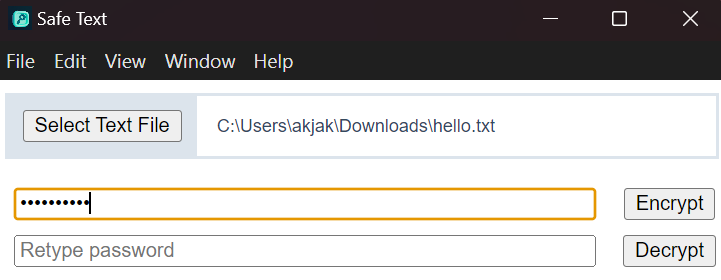 Safe Text
File Edit View Window Help
Select Text File C:\Users\akjak\Downloads\hello.txt
•••••••••• Encrypt
Retype password Decrypt